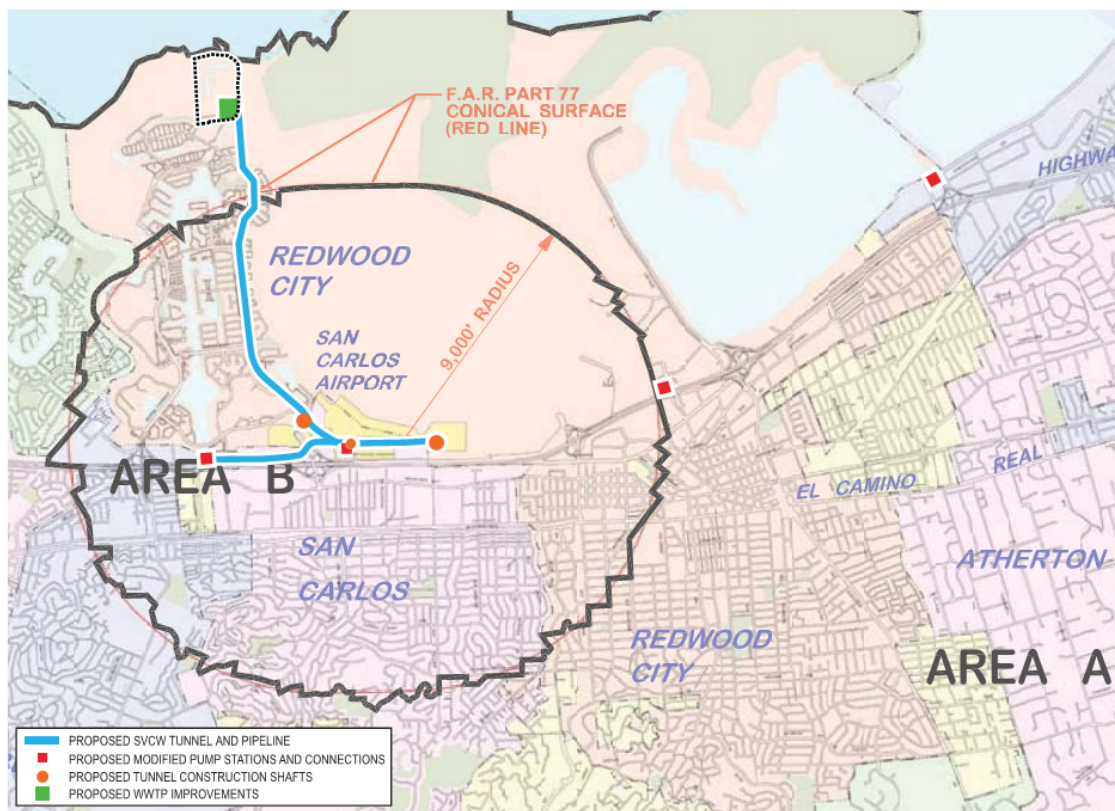 F.A.R. PART 77
CONICAL SURFACE
(RED LINE)
HIGHWA
REDWOOD
CITY
9,000' RADIUS
SAN
CARLOS
AIRPORT
AREA B
EL CAMINO REAL
SAN
CARLOS
ATHERTON
REDWOOD
CITY
AREA A
PROPOSED SVCW TUNNEL AND PIPELINE
PROPOSED MODIFIED PUMP STATIONS AND CONNECTIONS
PROPOSED TUNNEL CONSTRUCTION SHAFTS
PROPOSED WWTP IMPROVEMENTS